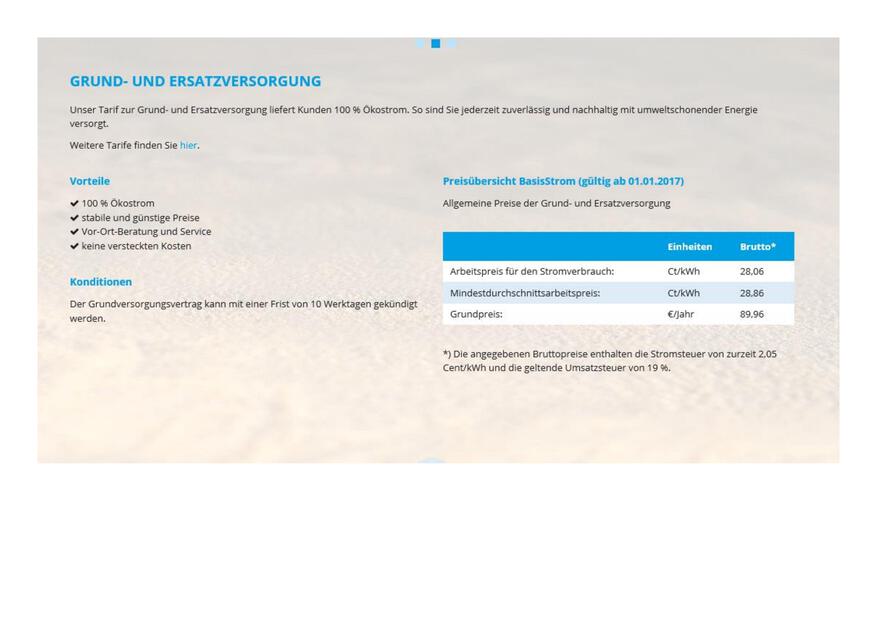 GRUND- UND ERSATZVERSORGUNG
Unser Tarif zur Grund- und Ersatzversorgung liefert Kunden 100 % Ökostrom. So sind Sie jederzeit zuverlässig und nachhaltig mit umweltschonender Energie
versorgt.
Weitere Tarife finden Sie hier.
Vorteile
✔ 100 % Ökostrom
✔ stabile und günstige Preise
✔ Vor-Ort-Beratung und Service
✔ keine versteckten Kosten
Konditionen
Der Grundversorgungsvertrag kann mit einer Frist von 10 Werktagen gekündigt
werden.
Preisübersicht BasisStrom (gültig ab 01.01.2017)
Allgemeine Preise der Grund- und Ersatzversorgung
Einheiten Brutto*
Arbeitspreis für den Stromverbrauch: Ct/kWh 28,06
Mindestdurchschnittsarbeitspreis: Ct/kWh 28,86
Grundpreis: €/Jahr 89,96
*) Die angegebenen Bruttopreise enthalten die Stromsteuer von zurzeit 2,05
Cent/kWh und die geltende Umsatzsteuer von 19 %.